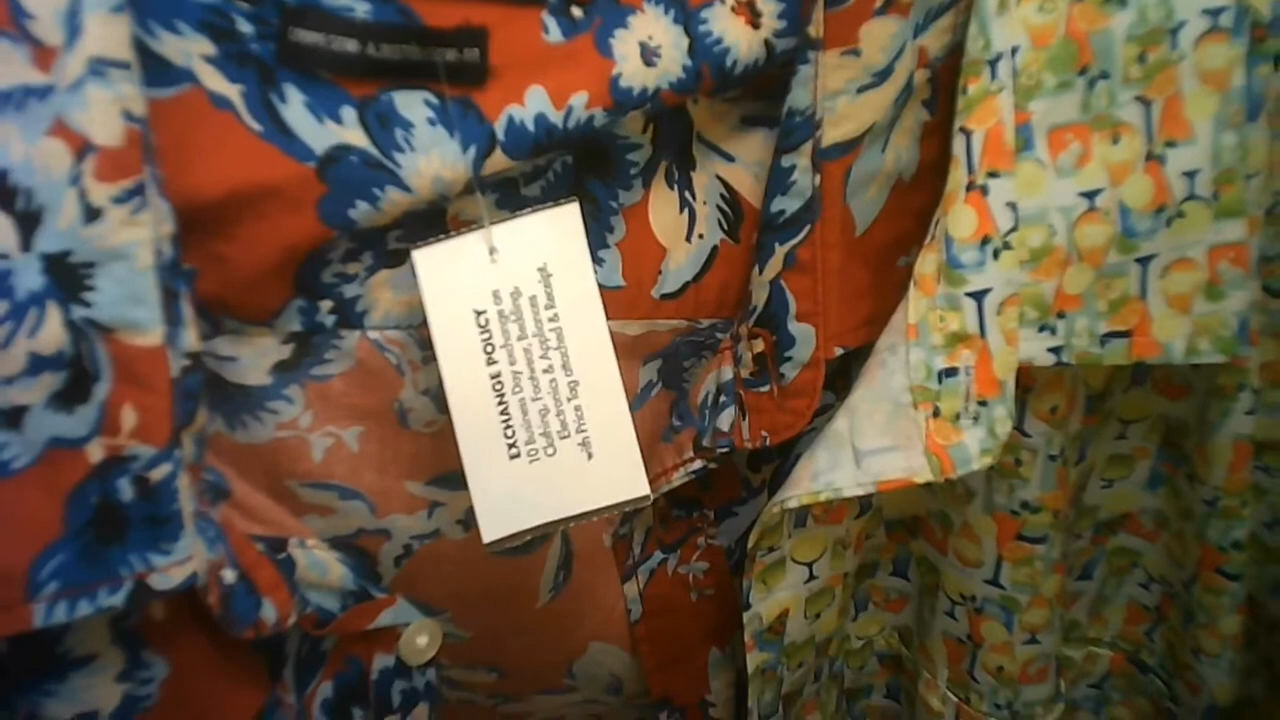 EXCHANGE POLICY
10 Business Day exchange on
Clothing, Footwear, Bedding,
Electronics & Appliances
with Price Tag attached & Receipt.